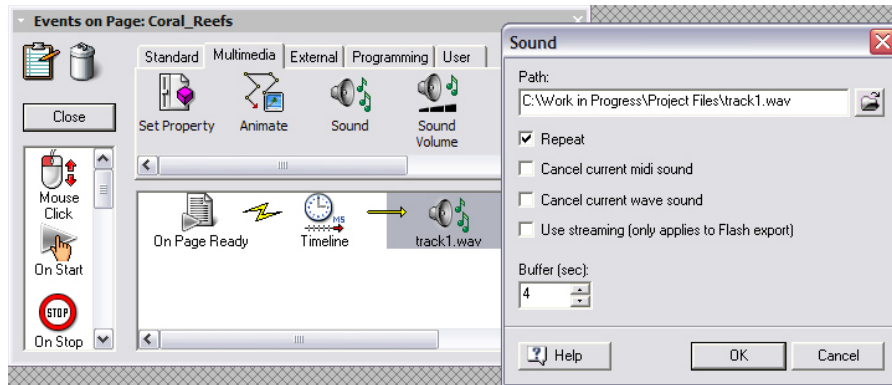 Events on Page: Coral_Reefs
Close
Mouse
Click
On Start
STOP
On Stop
Standard Multimedia External Programming User
Set Property Animate Sound Sound
Volume
MS
On Page Ready Timeline track1.wav
Sound
Path:
C:\Work in Progress\Project Files\track1.wav
Repeat
Cancel current midi sound
Cancel current wave sound
Use streaming (only applies to Flash export)
Buffer (sec):
4
Help OK Cancel